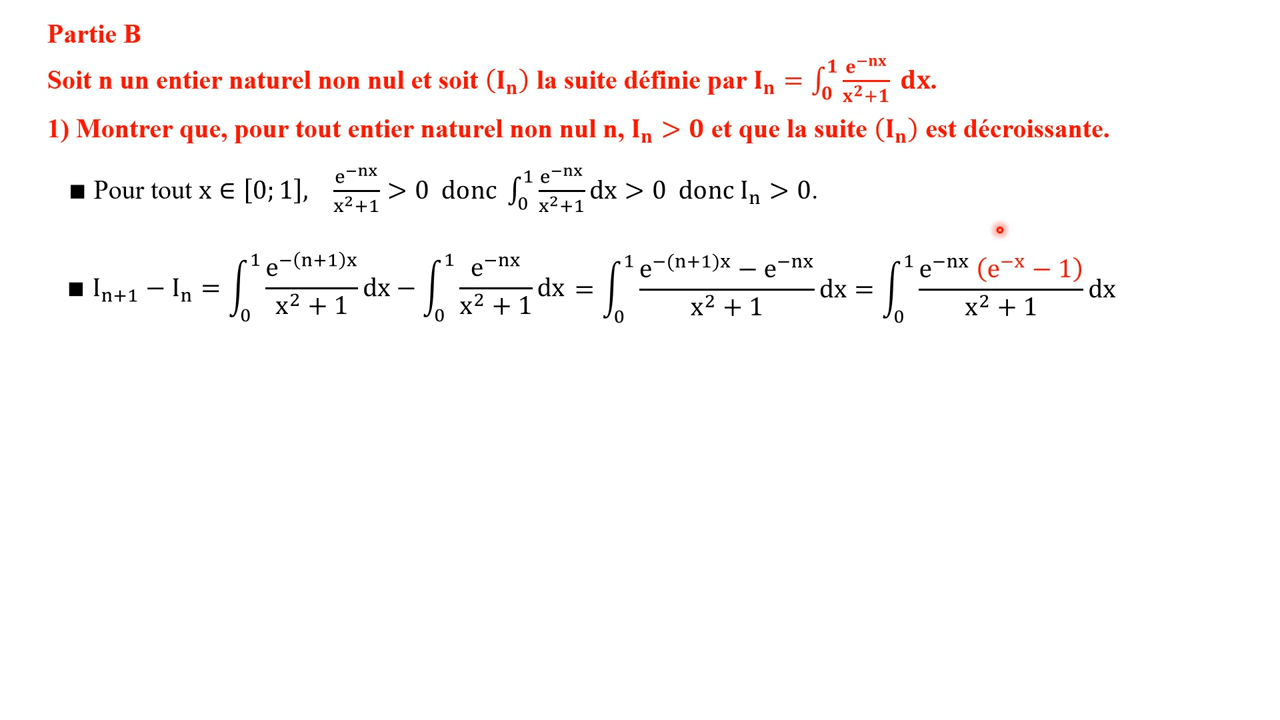 Partie B
Soit n un entier naturel non nul et soit (Iₙ) la suite définie par Iₙ = ∫₀¹ e⁻ⁿˣ/(x²+1) dx.
1) Montrer que, pour tout entier naturel non nul n, Iₙ > 0 et que la suite (Iₙ) est décroissante.
■ Pour tout x ∈ [0; 1], e⁻ⁿˣ/(x²+1) > 0 donc ∫₀¹ e⁻ⁿˣ/(x²+1) dx > 0 donc Iₙ > 0.
■ Iₙ₊₁ − Iₙ = ∫₀¹ e⁻⁽ⁿ⁺¹⁾ˣ/(x² + 1) dx − ∫₀¹ e⁻ⁿˣ/(x² + 1) dx = ∫₀¹ (e⁻⁽ⁿ⁺¹⁾ˣ − e⁻ⁿˣ)/(x² + 1) dx = ∫₀¹ e⁻ⁿˣ (e⁻ˣ − 1)/(x² + 1) dx